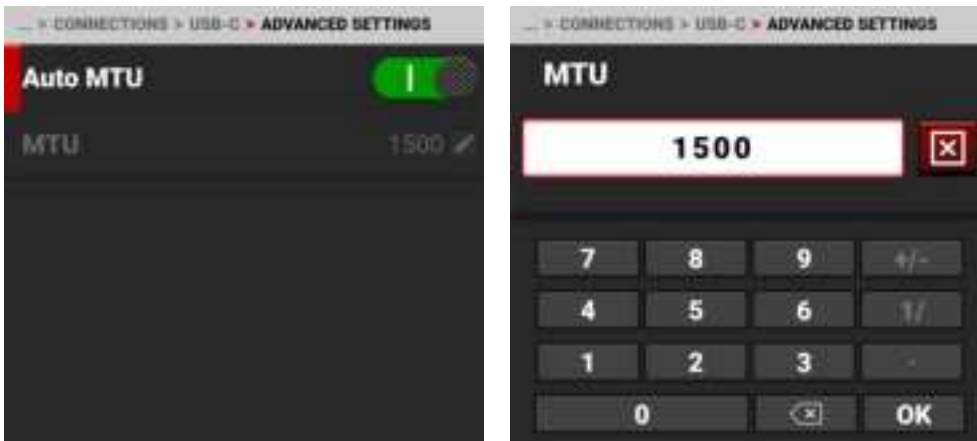 ... > CONNECTIONS > USB-C > ADVANCED SETTINGS
Auto MTU
MTU 1500
... > CONNECTIONS > USB-C > ADVANCED SETTINGS
MTU
1500
7 8 9 +/-
4 5 6 1/
1 2 3 .
0 OK